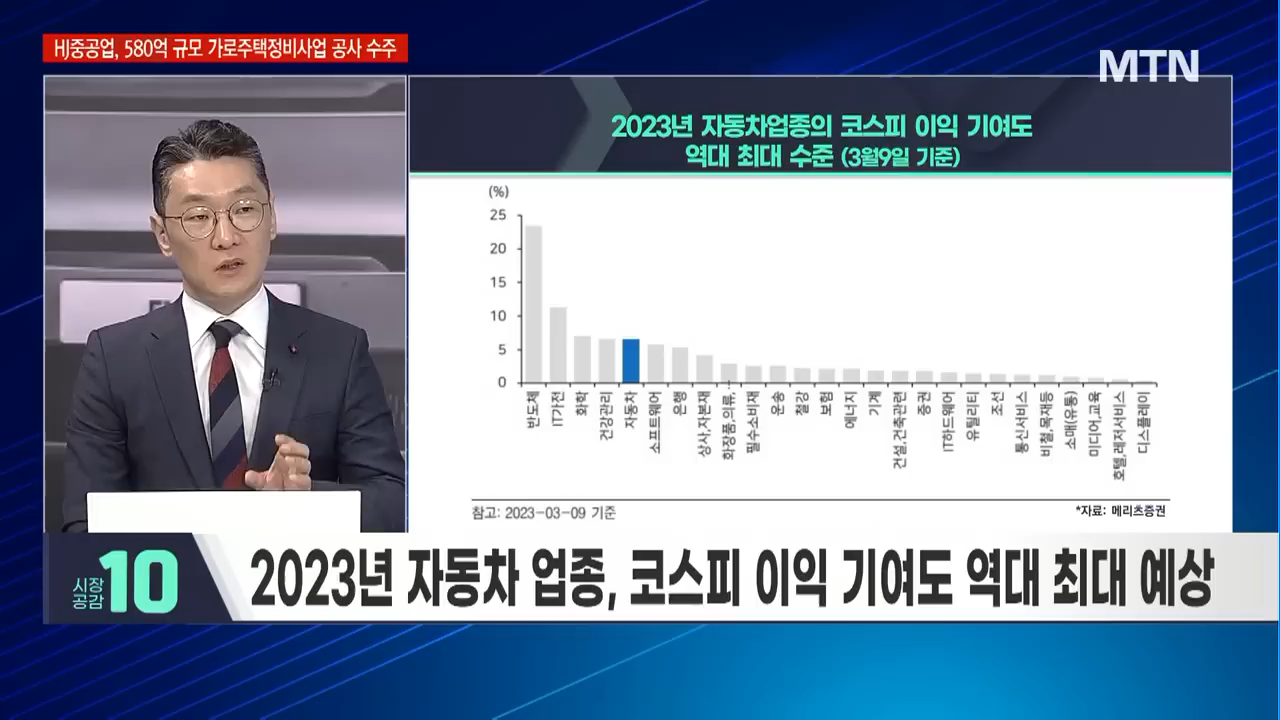 HJ중공업, 580억 규모 가로주택정비사업 공사 수주
MTN
2023년 자동차업종의 코스피 이익 기여도
역대 최대 수준 (3월9일 기준)
(%)
25
20
15
10
5
0
반도체
IT가전
화학
건강관리
자동차
소프트웨어
은행
상사,자본재
화장품,의류,...
필수소비재
운송
철강
보험
에너지
기계
건설,건축관련
증권
IT하드웨어
유틸리티
조선
통신서비스
비철,목재등
소매(유통)
미디어,교육
호텔,레저서비스
디스플레이
참고: 2023-03-09 기준
*자료: 메리츠증권
시장
공감
10
2023년 자동차 업종, 코스피 이익 기여도 역대 최대 예상